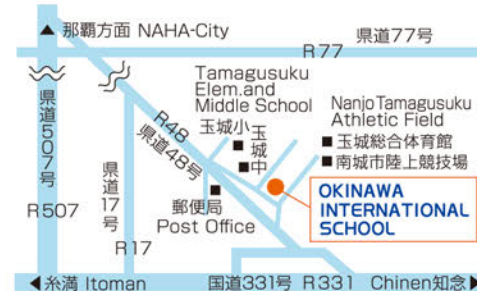 ▲那覇方面 NAHA-City
県道77号
R77
Tamagusuku
Elem.and
Middle School
玉城小
玉城中
Nanjo Tamagusuku
Athletic Field
■玉城総合体育館
■南城市陸上競技場
県道507号
R507
県道17号
R17
R48
県道48号
郵便局
Post Office
OKINAWA
INTERNATIONAL
SCHOOL
◀糸満 Itoman
国道331号 R331
Chinen知念▶